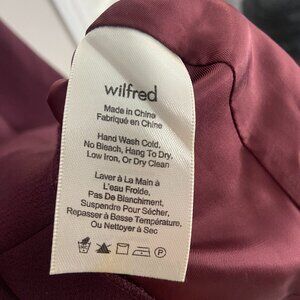 wilfred
Made in China
Fabriqué en Chine
Hand Wash Cold,
No Bleach, Hang To Dry,
Low Iron, Or Dry Clean
Laver à La Main à
L'eau Froide,
Pas De Blanchiment,
Suspendre Pour Sécher.
Repasser à Basse Température,
Ou Nettoyer à Sec
P